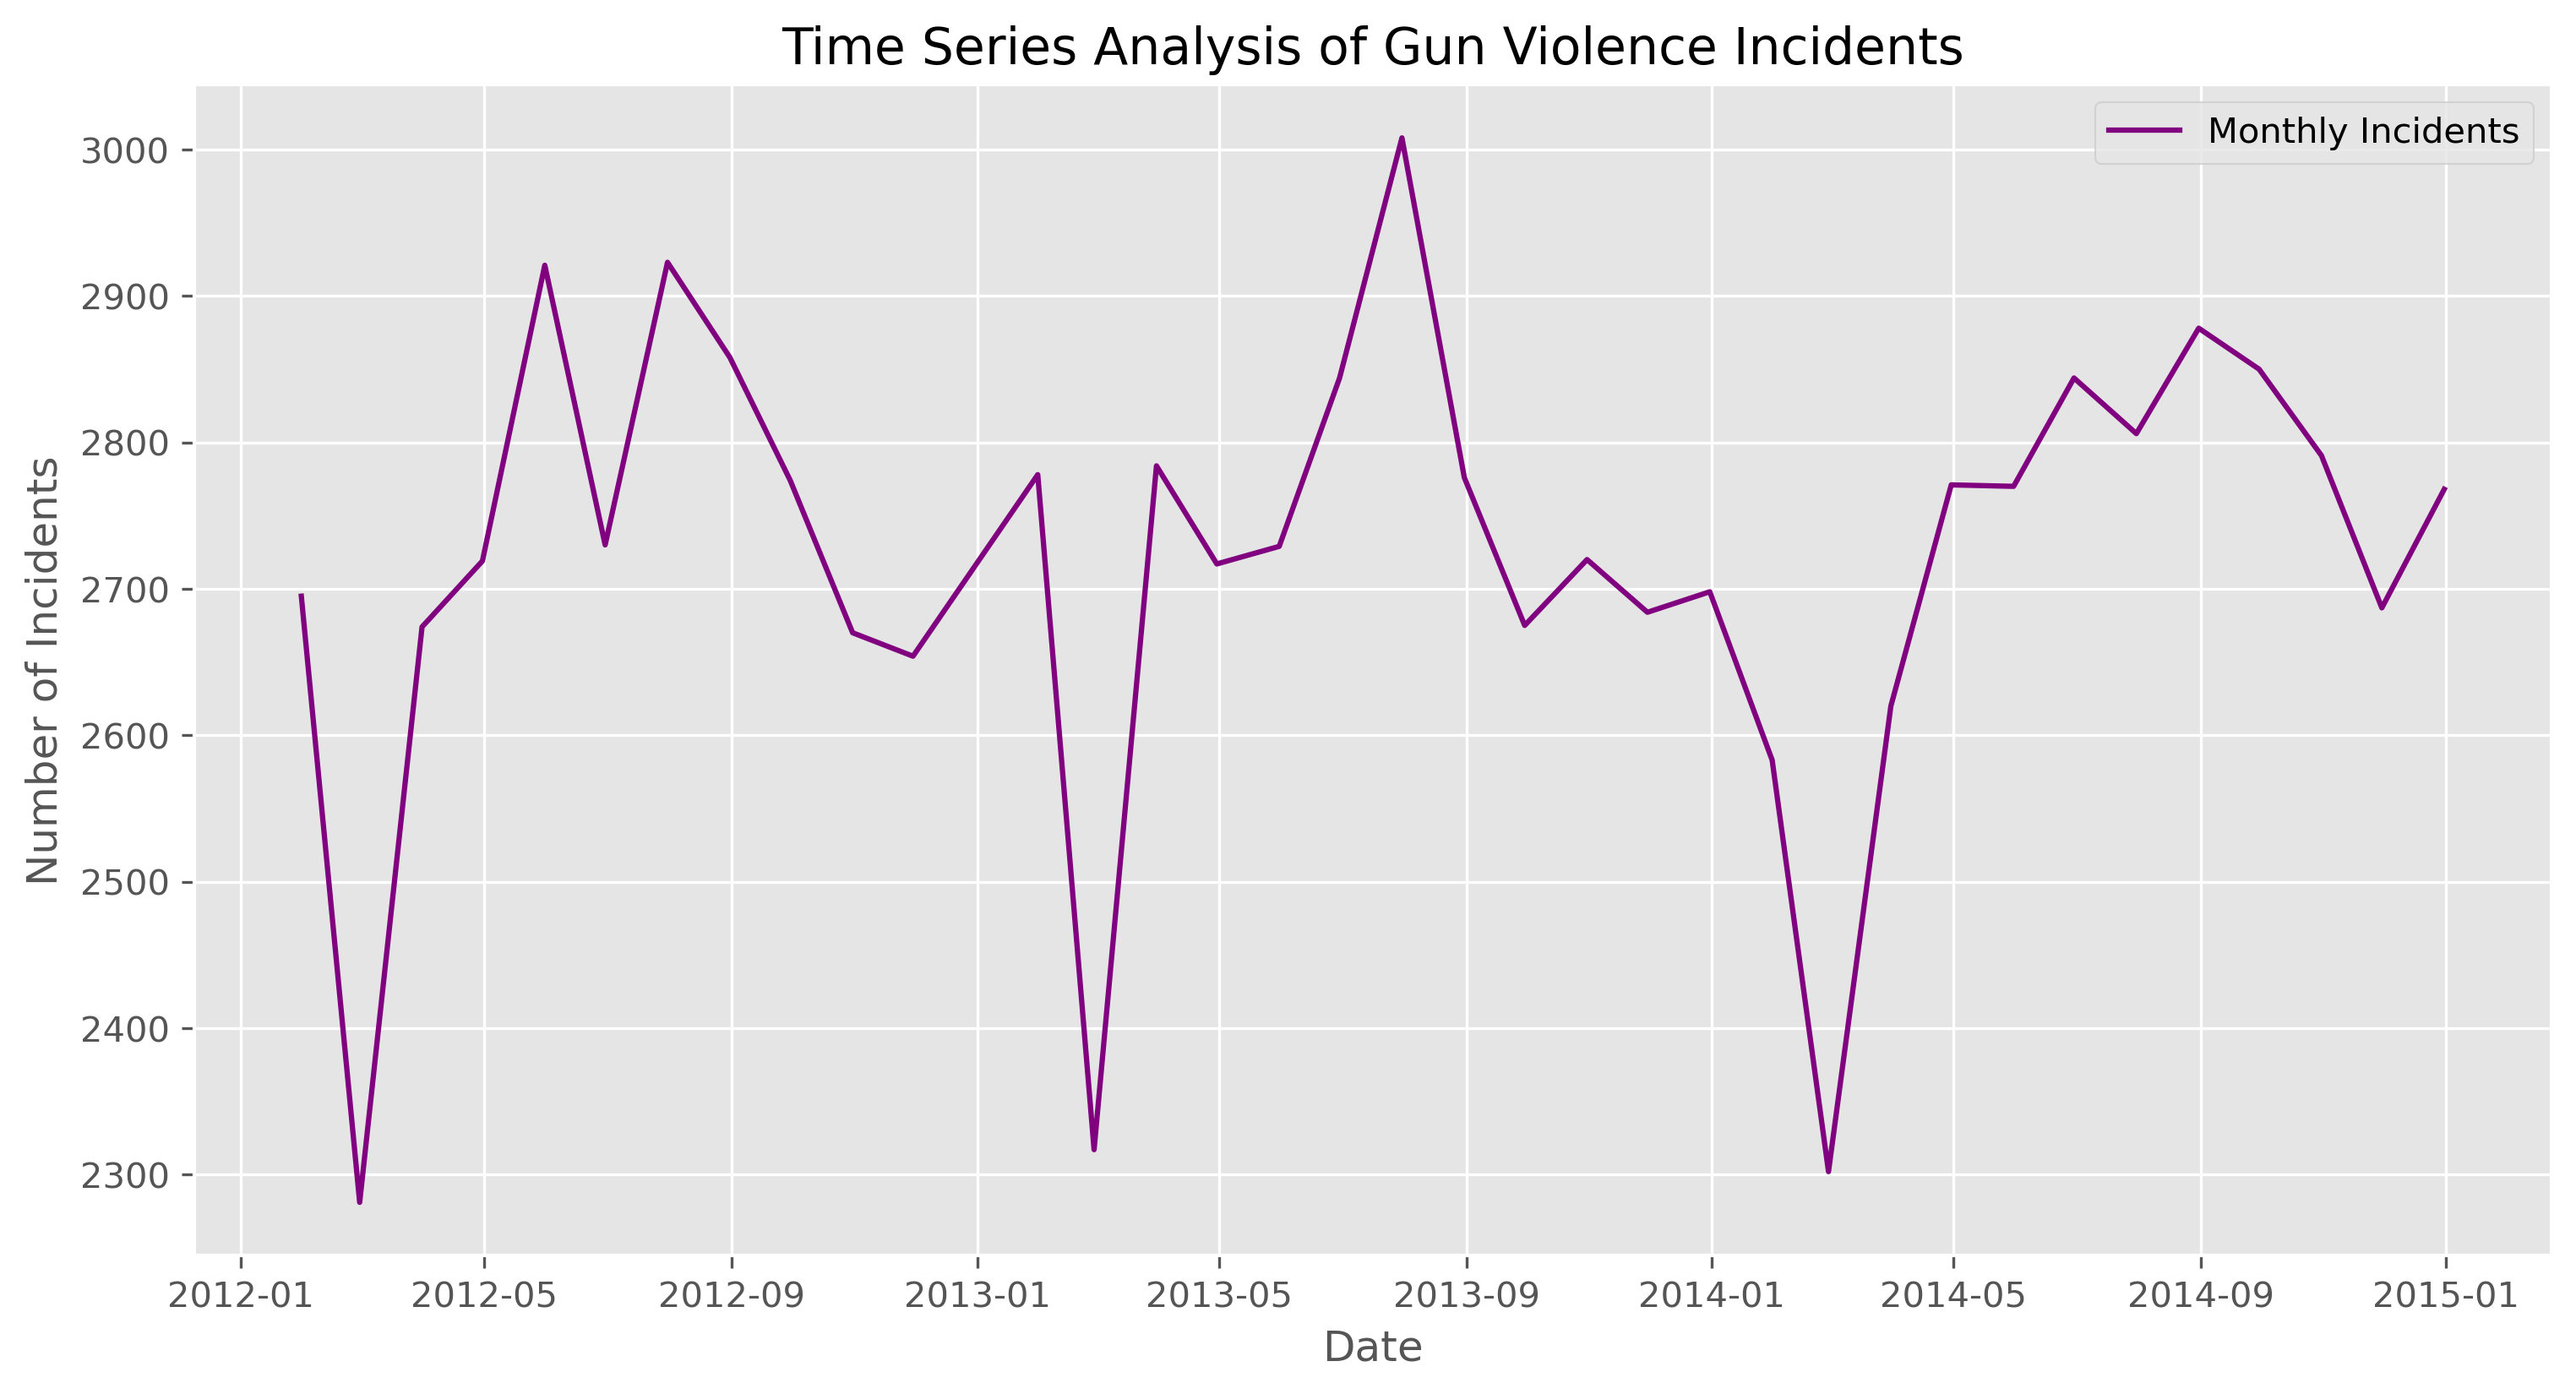 Time Series Analysis of Gun Violence Incidents
Monthly Incidents
Number of Incidents
3000
2900
2800
2700
2600
2500
2400
2300
2012-01 2012-05 2012-09 2013-01 2013-05 2013-09 2014-01 2014-05 2014-09 2015-01
Date